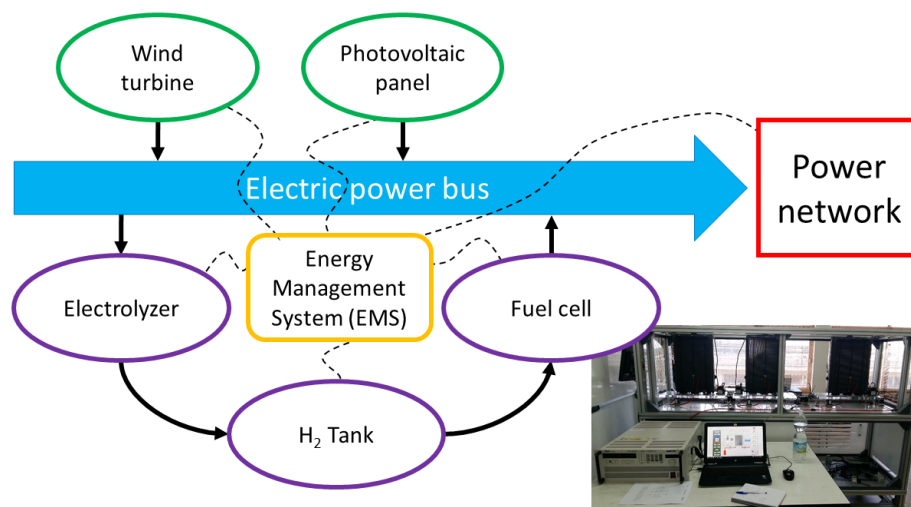 Wind
turbine
Photovoltaic
panel
Power
network
Electric power bus
Energy
Management
System (EMS)
Electrolyzer
Fuel cell
H₂ Tank